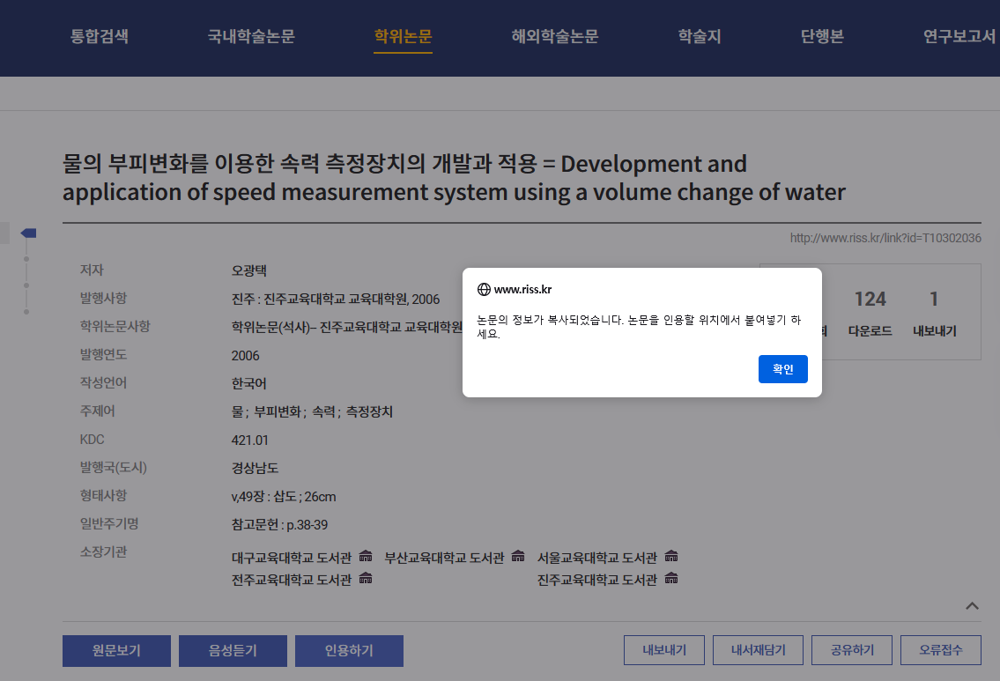 통합검색 국내학술논문 학위논문 해외학술논문 학술지 단행본 연구보고서
물의 부피변화를 이용한 속력 측정장치의 개발과 적용 = Development and
application of speed measurement system using a volume change of water
http://www.riss.kr/link?id=T10302036
저자 오광택
발행사항 진주 : 진주교육대학교 교육대학원, 2006
학위논문사항 학위논문(석사)-- 진주교육대학교 교육대학원
발행연도 2006
작성언어 한국어
주제어 물 ; 부피변화 ; 속력 ; 측정장치
KDC 421.01
발행국(도시) 경상남도
형태사항 v,49장 : 삽도 ; 26cm
일반주기명 참고문헌 : p.38-39
소장기관 대구교육대학교 도서관 부산교육대학교 도서관 서울교육대학교 도서관
전주교육대학교 도서관 진주교육대학교 도서관
www.riss.kr
논문의 정보가 복사되었습니다. 논문을 인용할 위치에서 붙여넣기 하
세요.
확인
124 1
다운로드 내보내기
원문보기 음성듣기 인용하기 내보내기 내서재담기 공유하기 오류접수